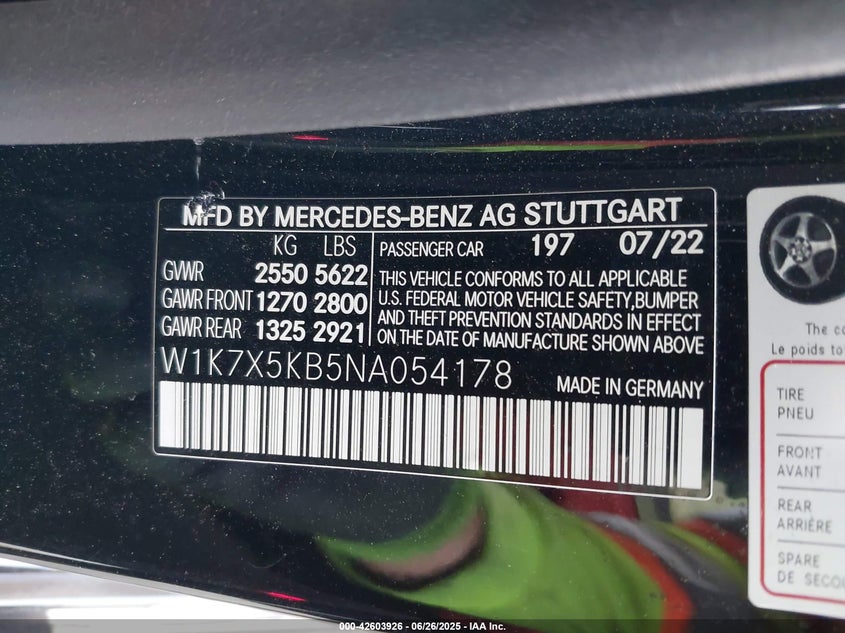 MFD BY MERCEDES-BENZ AG STUTTGART
KG LBS
GVWR 2550 5622
GAWR FRONT 1270 2800
GAWR REAR 1325 2921
PASSENGER CAR 197 07/22
THIS VEHICLE CONFORMS TO ALL APPLICABLE
U.S. FEDERAL MOTOR VEHICLE SAFETY,BUMPER
AND THEFT PREVENTION STANDARDS IN EFFECT
ON THE DATE OF MANUFACTURE SHOWN ABOVE
W1K7X5KB5NA054178
MADE IN GERMANY
The
Le poids
TIRE
PNEU
FRONT
AVANT
REAR
ARRIÈRE
SPARE
DE
000-42603926 - 06/26/2025 - IAA Inc.